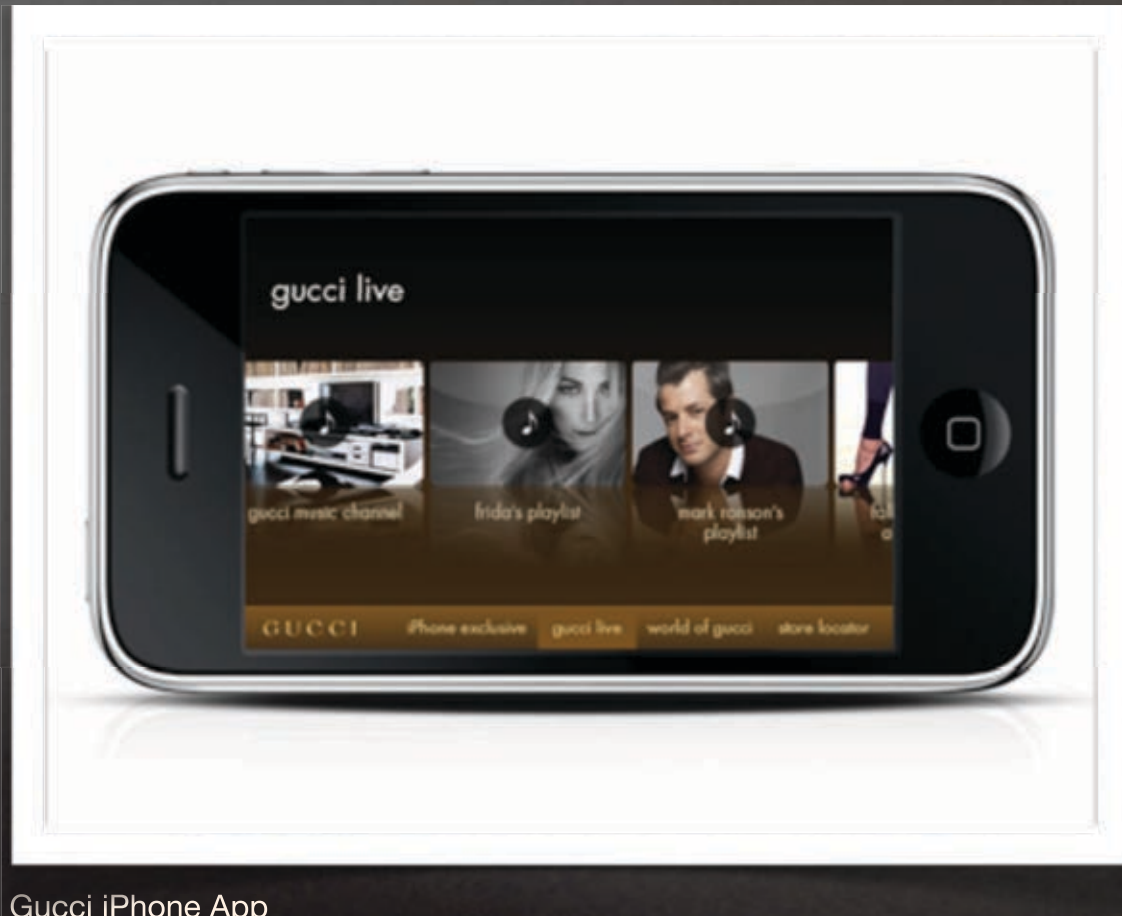 gucci live
gucci music channel
frida's playlist
mark ronson's
playlist
GUCCI
iPhone exclusive
gucci live
world of gucci
store locator
Gucci iPhone App